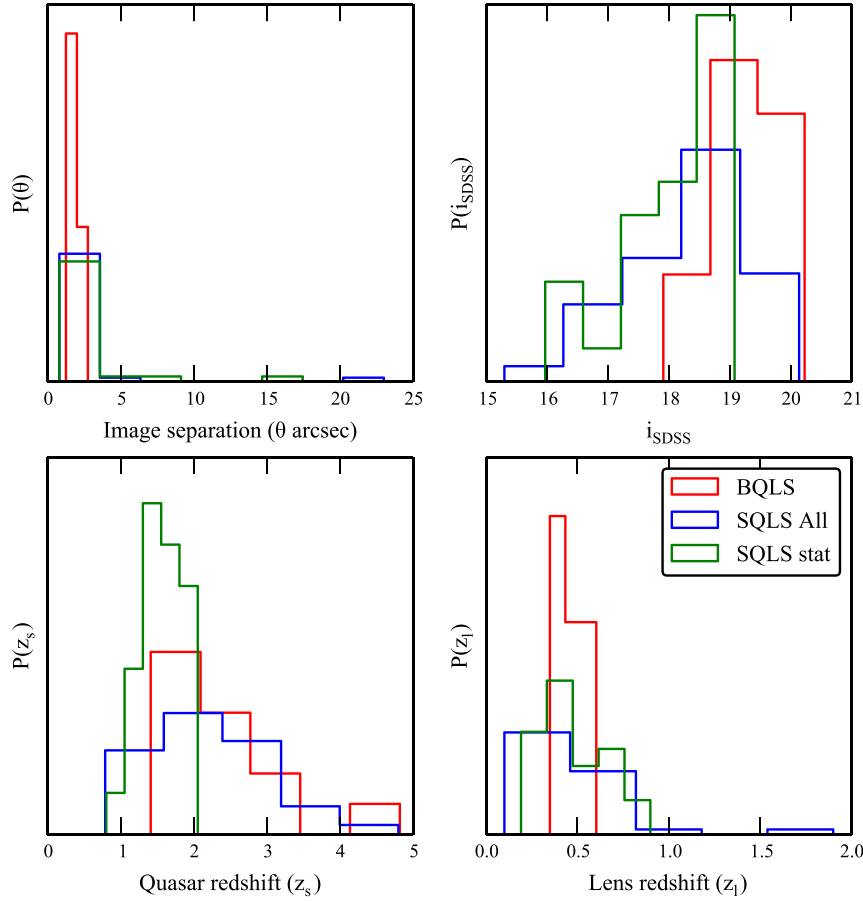 P(θ)
0 5 10 15 20 25
Image separation (θ arcsec)
P(i_SDSS)
15 16 17 18 19 20 21
i_SDSS
P(z_s)
0 1 2 3 4 5
Quasar redshift (z_s)
BQLS
SQLS All
SQLS stat
P(z_l)
0.0 0.5 1.0 1.5 2.0
Lens redshift (z_l)